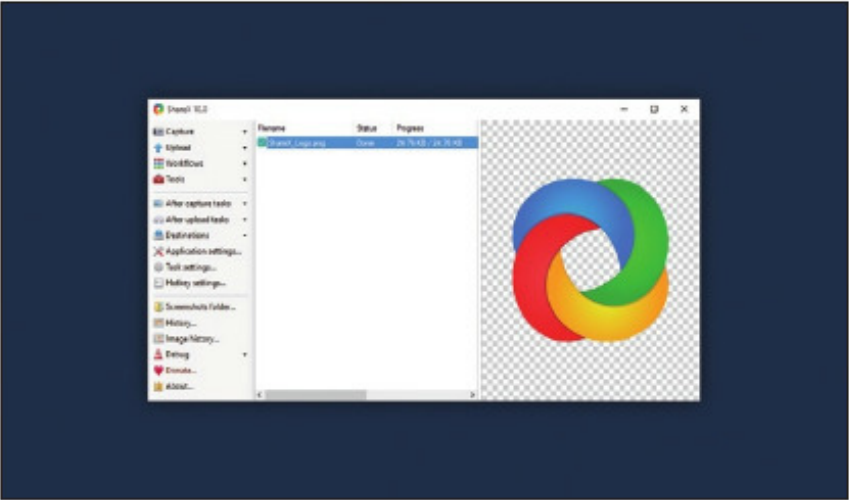 ShareX 10.0
Capture
Upload
Workflows
Tools
After capture tasks
After upload tasks
Destinations
Application settings...
Task settings...
Hotkey settings...
Screenshots folder...
History...
Image history...
Debug
Donate...
About...
Filename Status Progress
ShareX_Logo.png Done